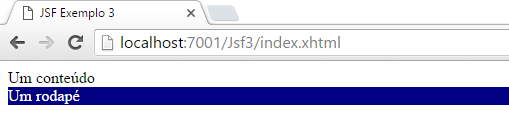 JSF Exemplo 3
localhost:7001/Jsf3/index.xhtml
Um conteúdo
Um rodapé